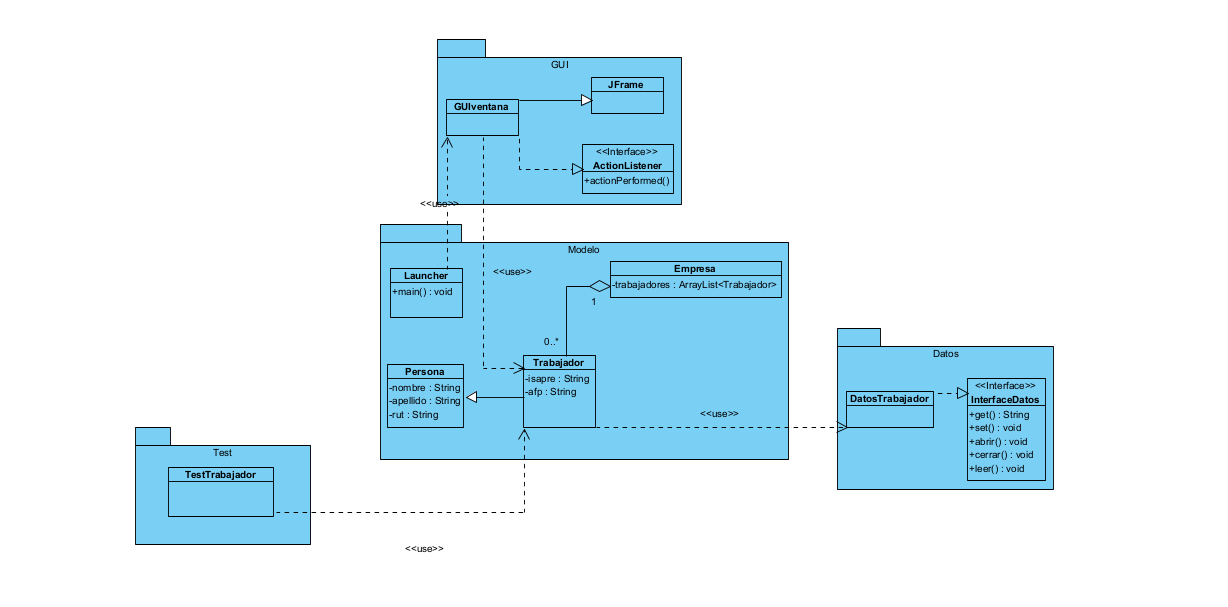 GUI
JFrame
GUIventana
<<Interface>>
ActionListener
+actionPerformed()
<<use>>
Modelo
Launcher
+main() : void
<<use>>
Empresa
-trabajadores : ArrayList<Trabajador>
1
0..*
Trabajador
-isapre : String
-afp : String
Persona
-nombre : String
-apellido : String
-rut : String
Datos
DatosTrabajador
<<Interface>>
InterfaceDatos
+get() : String
+set() : void
+abrir() : void
+cerrar() : void
+leer() : void
<<use>>
Test
TestTrabajador
<<use>>